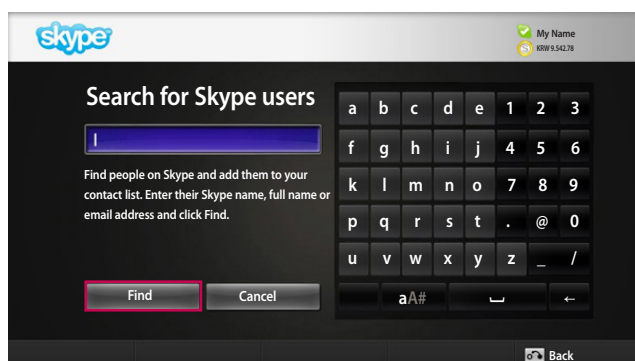 skype
My Name
KRW 9.542.78
Search for Skype users
Find people on Skype and add them to your
contact list. Enter their Skype name, full name or
email address and click Find.
Find Cancel
a b c d e 1 2 3
f g h i j 4 5 6
k l m n o 7 8 9
p q r s t . @ 0
u v w x y z _ /
aA# ←
Back